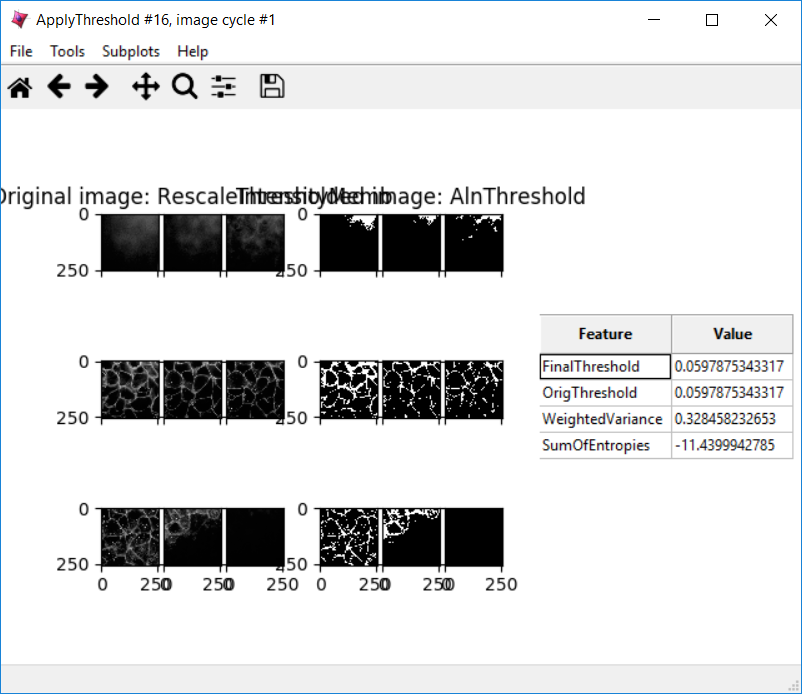 ApplyThreshold #16, image cycle #1
File Tools Subplots Help
Original image: RescaleIntensityMemb
Thresholded image: AlnThreshold
0 0
250 250
Feature Value
FinalThreshold 0.0597875343317
0 0
OrigThreshold 0.0597875343317
250 250
WeightedVariance 0.328458232653
SumOfEntropies -11.4399942785
0 0
250 250
0 250 0 250 0 250 0 250 0 250 0 250